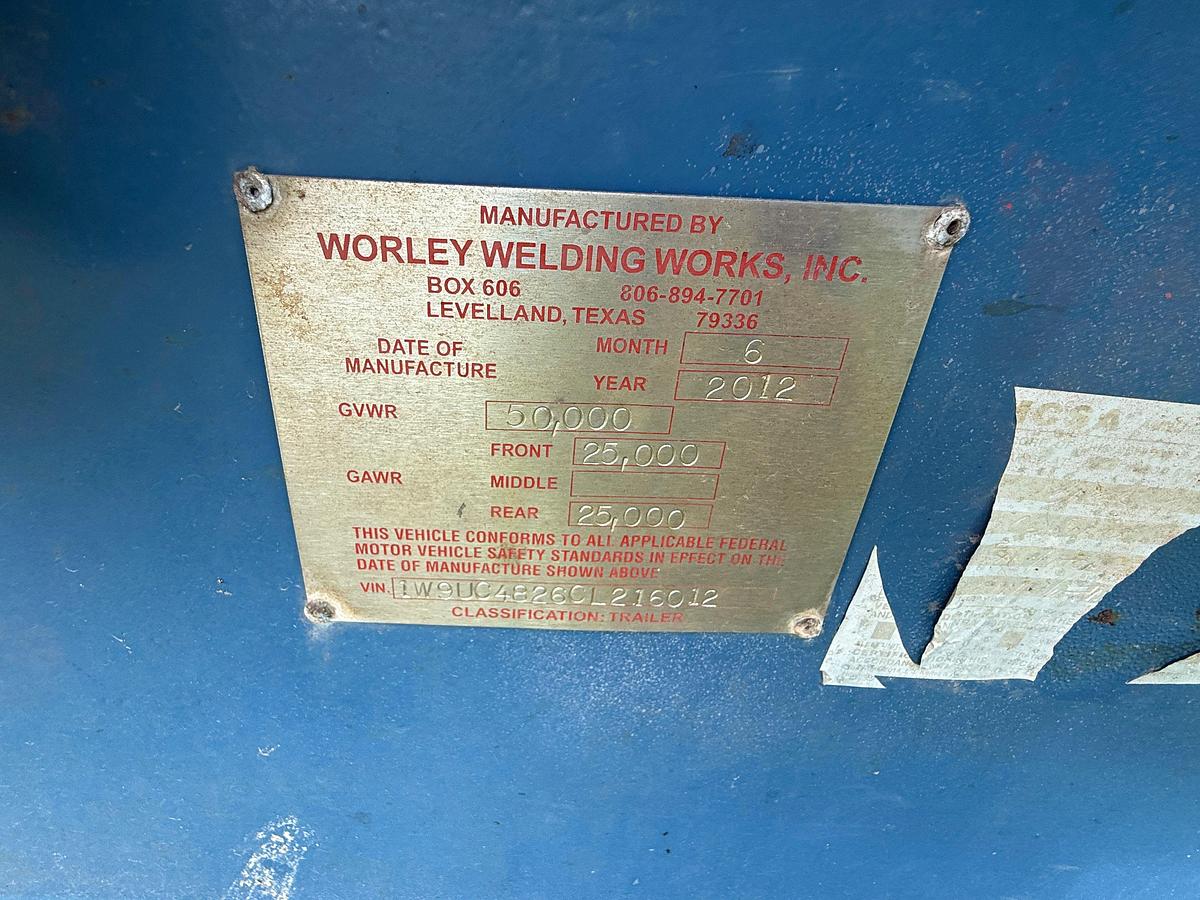 MANUFACTURED BY
WORLEY WELDING WORKS, INC.
BOX 606 806-894-7701
LEVELLAND, TEXAS 79336
DATE OF MANUFACTURE
MONTH 6
YEAR 2012
GVWR 50,000
GAWR
FRONT 25,000
MIDDLE
REAR 25,000
THIS VEHICLE CONFORMS TO ALL APPLICABLE FEDERAL
MOTOR VEHICLE SAFETY STANDARDS IN EFFECT ON THE
DATE OF MANUFACTURE SHOWN ABOVE
VIN. 1W9UC4826CL216012
CLASSIFICATION: TRAILER